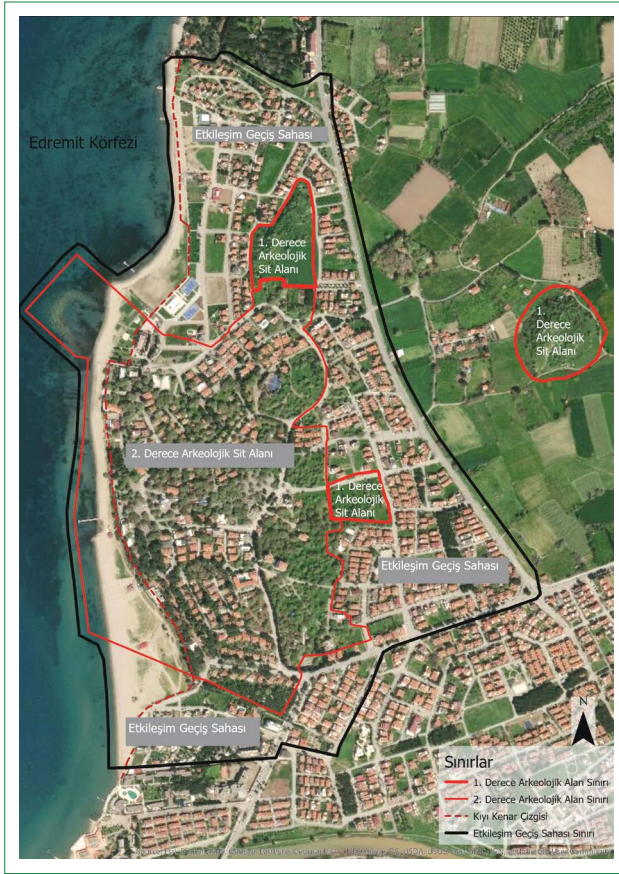 Edremit Körfezi
Etkileşim Geçiş Sahası
1. Derece
Arkeolojik
Sit Alanı
1.
Derece
Arkeolojik
Sit Alanı
2. Derece Arkeolojik Sit Alanı
1. Derece
Arkeolojik
Sit Alanı
Etkileşim Geçiş Sahası
Etkileşim Geçiş Sahası
N
Sınırlar
1. Derece Arkeolojik Alan Sınırı
2. Derece Arkeolojik Alan Sınırı
Kıyı Kenar Çizgisi
Etkileşim Geçiş Sahası Sınırı